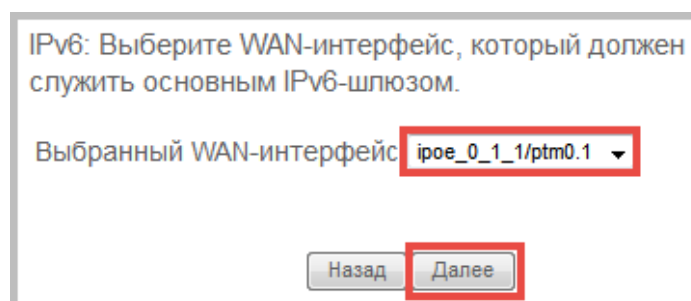 IPv6: Выберите WAN-интерфейс, который должен
служить основным IPv6-шлюзом.
Выбранный WAN-интерфейс ipoe_0_1_1/ptm0.1
Назад Далее